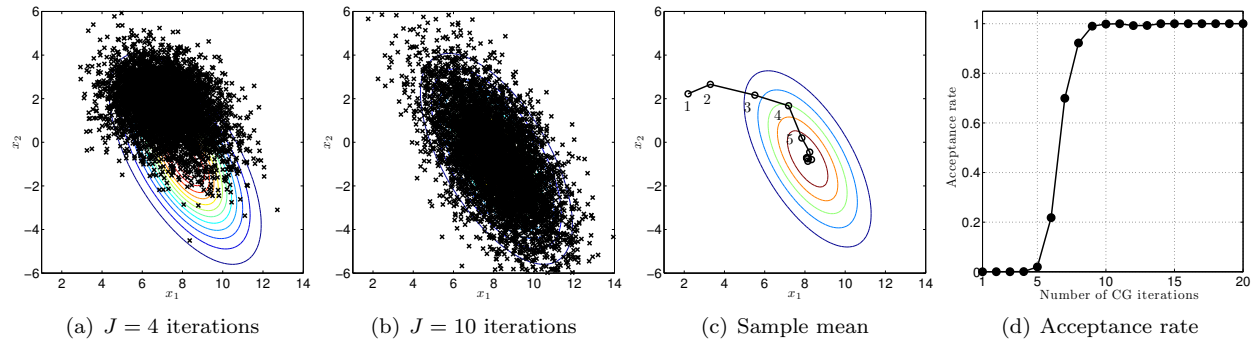 6
4
2
0
−2
−4
−6
x2
2 4 6 8 10 12 14
x1
(a) J = 4 iterations
6
4
2
0
−2
−4
−6
x2
2 4 6 8 10 12 14
x1
(b) J = 10 iterations
6
4
2
0
−2
−4
−6
x2
1
2
3
4
5
2 4 6 8 10 12 14
x1
(c) Sample mean
1
0.8
0.6
0.4
0.2
0
Acceptance rate
1 5 10 15 20
Number of CG iterations
(d) Acceptance rate